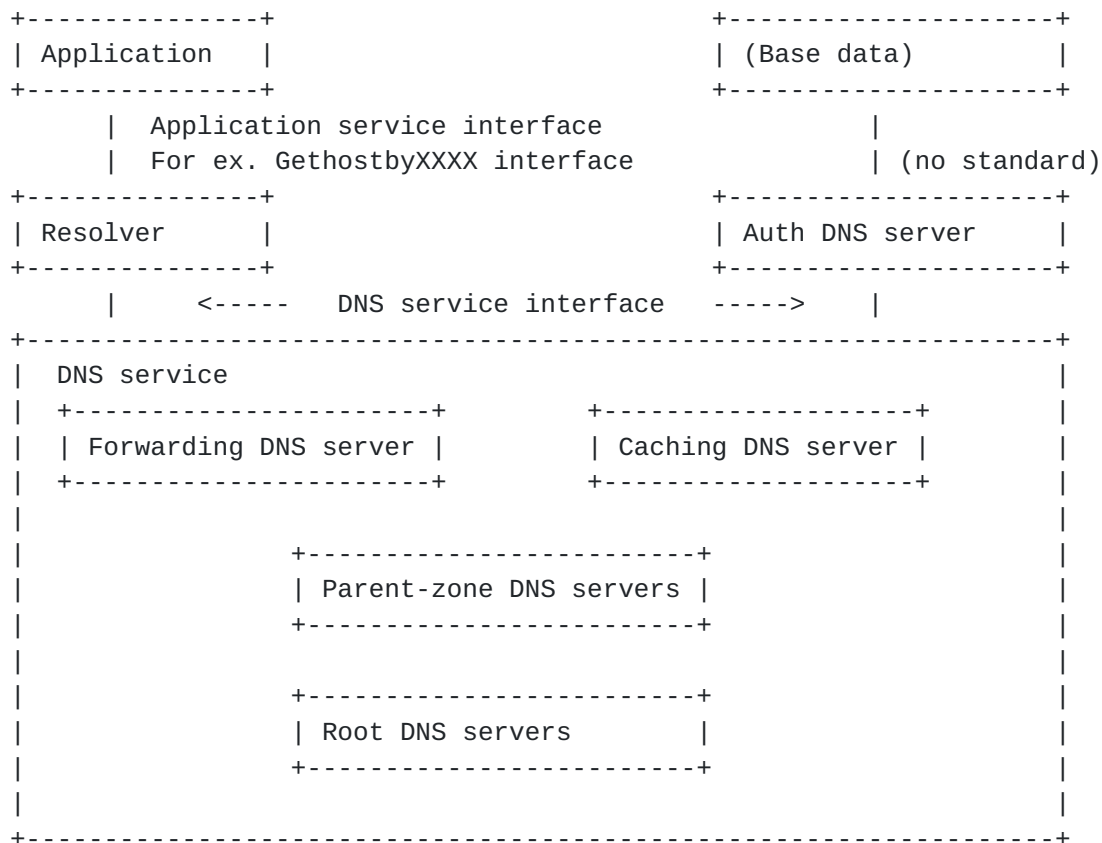 Application (Base data)
Application service interface
For ex. GethostbyXXXX interface (no standard)
Resolver Auth DNS server
<----- DNS service interface ----->
DNS service
Forwarding DNS server Caching DNS server
Parent-zone DNS servers
Root DNS servers